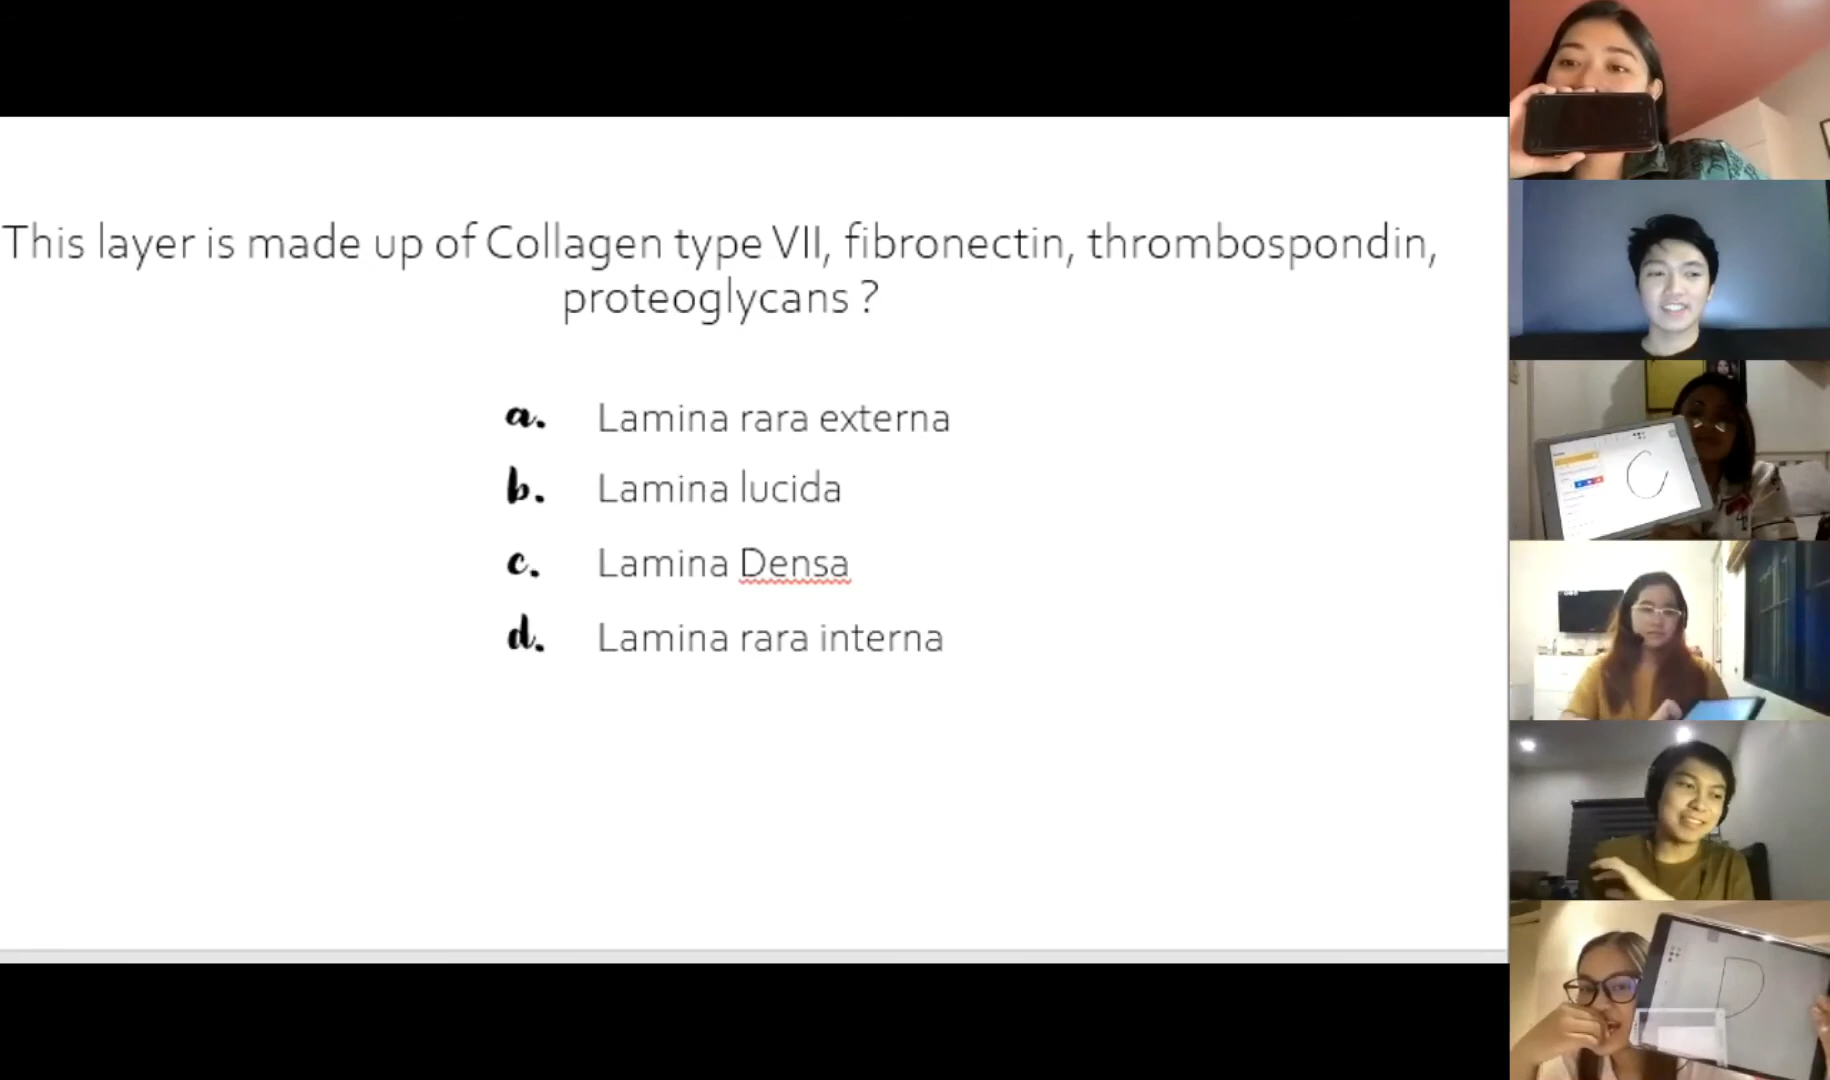 This layer is made up of Collagen type VII, fibronectin, thrombospondin,
proteoglycans ?
a. Lamina rara externa
b. Lamina lucida
c. Lamina Densa
d. Lamina rara interna
C
D